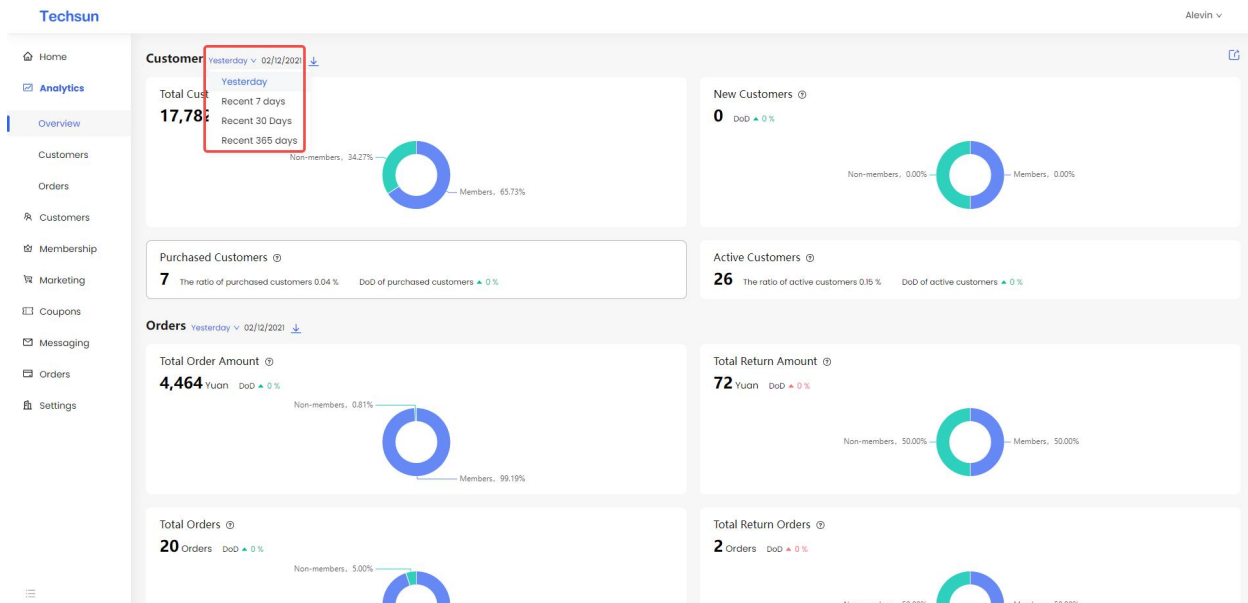 Techsun
Alevin
Home
Analytics
Overview
Customers
Orders
Customers
Membership
Marketing
Coupons
Messaging
Orders
Settings
Customer Yesterday 02/12/2021
Yesterday
Recent 7 days
Recent 30 Days
Recent 365 days
Total Cust
17,782
Non-members, 34.27%
Members, 65.73%
New Customers
0 DoD 0 %
Non-members, 0.00%
Members, 0.00%
Purchased Customers
7 The ratio of purchased customers 0.04 % DoD of purchased customers 0 %
Active Customers
26 The ratio of active customers 0.15 % DoD of active customers 0 %
Orders Yesterday 02/12/2021
Total Order Amount
4,464 Yuan DoD 0 %
Non-members, 0.81%
Members, 99.19%
Total Return Amount
72 Yuan DoD 0 %
Non-members, 50.00%
Members, 50.00%
Total Orders
20 Orders DoD 0 %
Non-members, 5.00%
Total Return Orders
2 Orders DoD 0 %